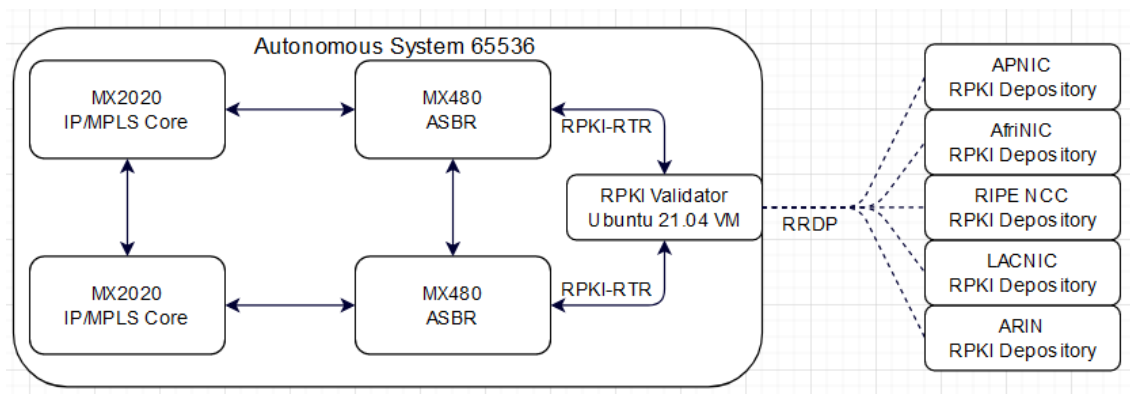 Autonomous System 65536
MX2020
IP/MPLS Core
MX480
ASBR
RPKI-RTR
RPKI Validator
Ubuntu 21.04 VM
MX2020
IP/MPLS Core
MX480
ASBR
RPKI-RTR
RRDP
APNIC
RPKI Depository
AfriNIC
RPKI Depository
RIPE NCC
RPKI Depository
LACNIC
RPKI Depository
ARIN
RPKI Depository